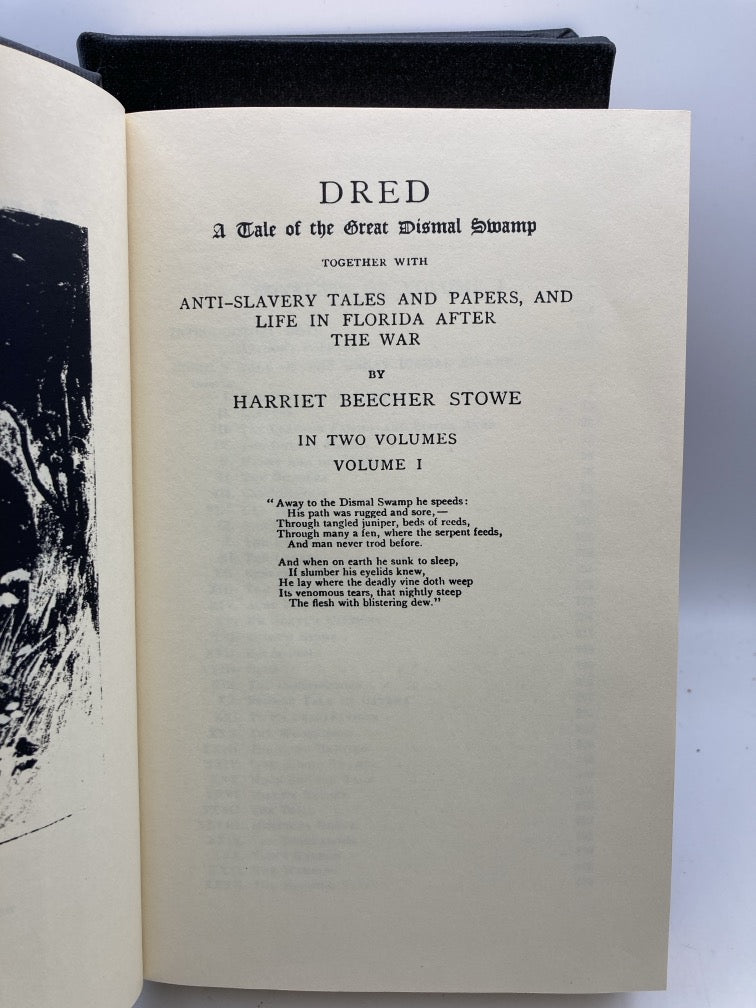 DRED
A Tale of the Great Dismal Swamp
TOGETHER WITH
ANTI-SLAVERY TALES AND PAPERS, AND
LIFE IN FLORIDA AFTER
THE WAR
BY
HARRIET BEECHER STOWE
IN TWO VOLUMES
VOLUME I
“Away to the Dismal Swamp he speeds:
His path was rugged and sore,—
Through tangled juniper, beds of reeds,
Through many a fen, where the serpent feeds,
And man never trod before.
And when on earth he sunk to sleep,
If slumber his eyelids knew,
He lay where the deadly vine doth weep
Its venomous tears, that nightly steep
The flesh with blistering dew.”